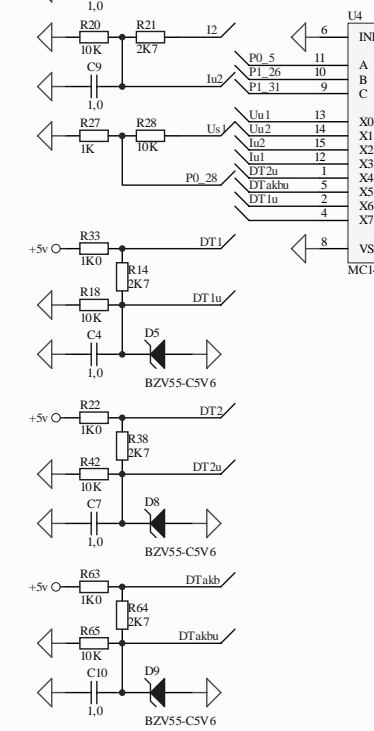 1,0
R20 R21 I2
10K 2K7
C9
Iu2
1,0
R27 R28 Us1
1K 10K
P0_28
U4
6 INH
P0_5 11 A
P1_26 10 B
P1_31 9 C
Uu1 13 X0
Uu2 14 X1
Iu2 15 X2
Iu1 12 X3
DT2u 1 X4
DTakbu 5 X5
DT1u 2 X6
4 X7
8 VS
MC14
+5v R33 DT1
1K0
R14
2K7
R18 DT1u
10K
C4 D5
1,0
BZV55-C5V6
+5v R22 DT2
1K0
R38
2K7
R42 DT2u
10K
C7 D8
1,0
BZV55-C5V6
+5v R63 DTakb
1K0
R64
2K7
R65 DTakbu
10K
C10 D9
1,0
BZV55-C5V6